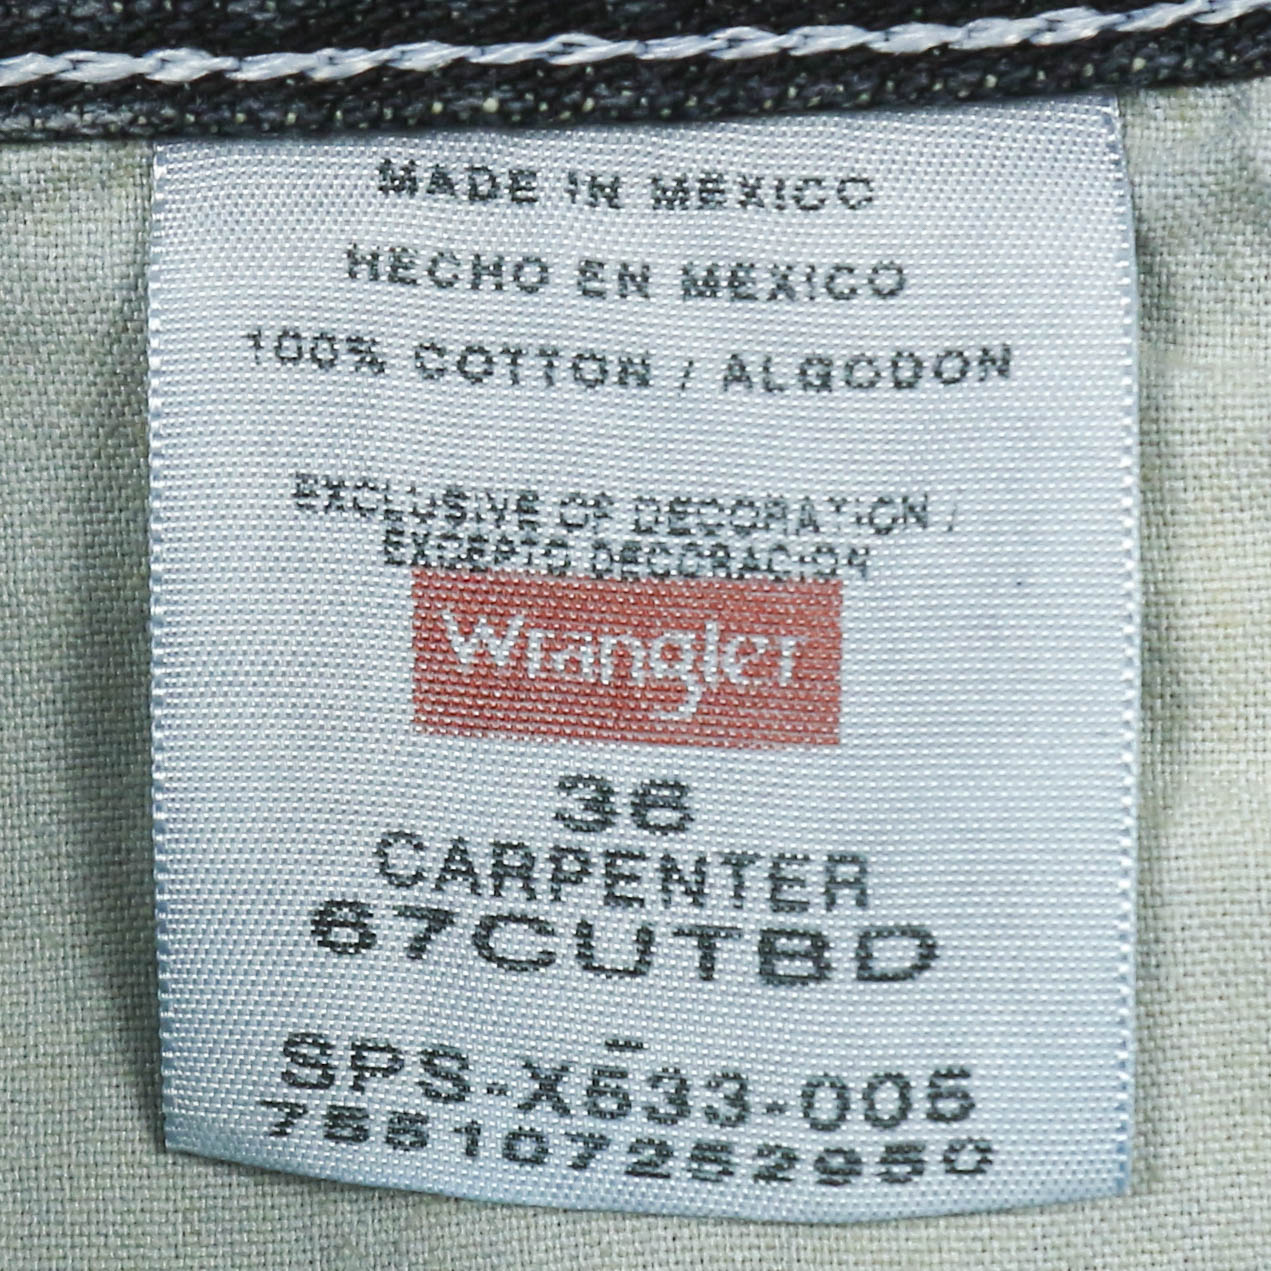 MADE IN MEXICO
HECHO EN MEXICO
100% COTTON / ALGODON
EXCLUSIVE OF DECORATION /
EXCEPTO DECORACION
Wrangler
36
CARPENTER
67CUTBD
-
SPS-X533-005
755107252950